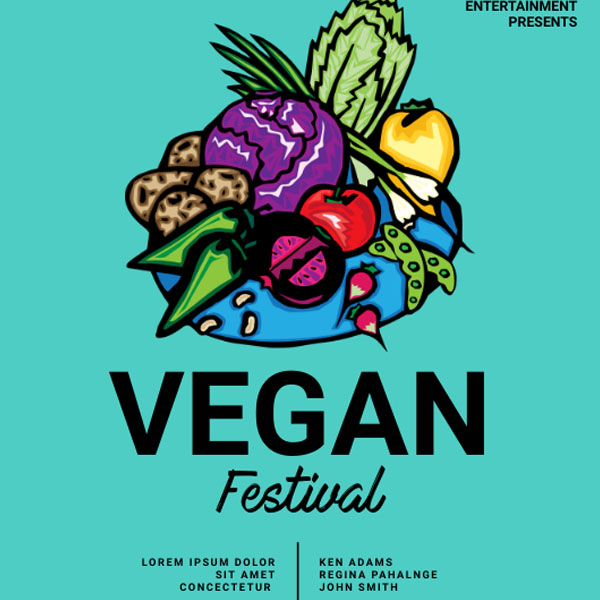 ENTERTAINMENT
PRESENTS
VEGAN
Festival
LOREM IPSUM DOLOR
SIT AMET
CONCECTETUR
KEN ADAMS
REGINA PAHALNGE
JOHN SMITH